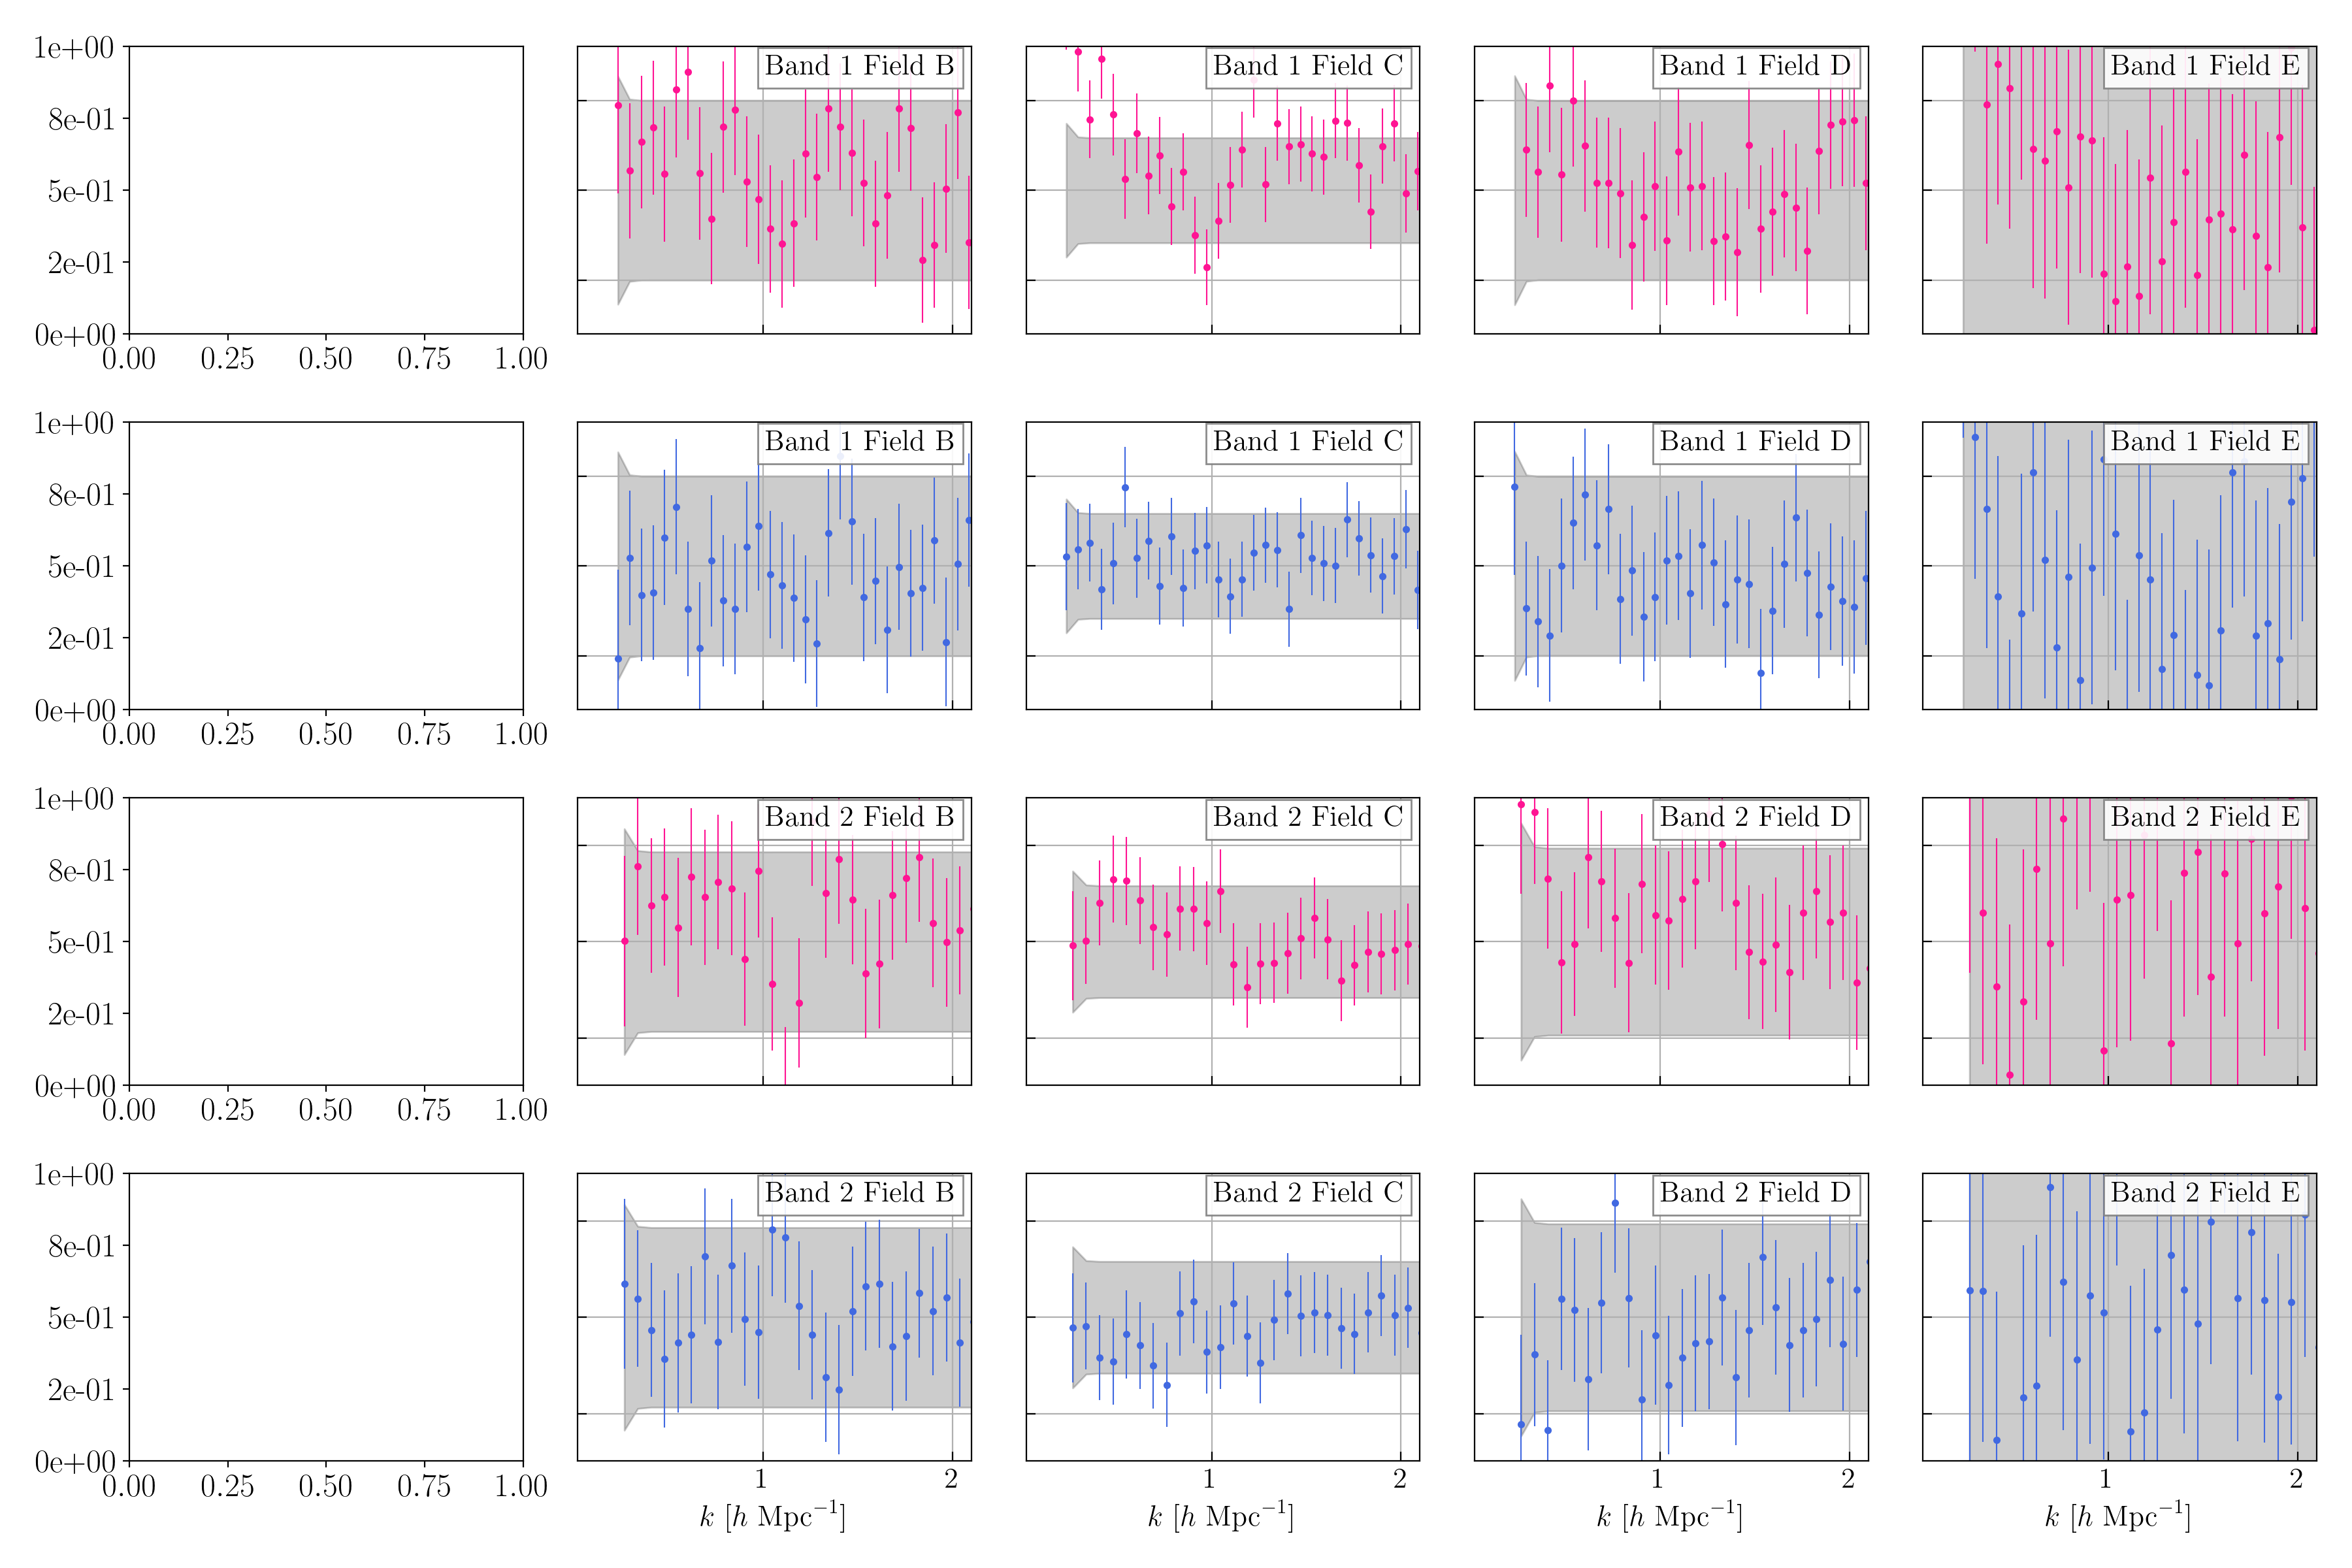 1e+00
8e-01
5e-01
2e-01
0e+00
0.00 0.25 0.50 0.75 1.00
Band 1 Field B
Band 1 Field C
Band 1 Field D
Band 1 Field E
1e+00
8e-01
5e-01
2e-01
0e+00
0.00 0.25 0.50 0.75 1.00
Band 1 Field B
Band 1 Field C
Band 1 Field D
Band 1 Field E
1e+00
8e-01
5e-01
2e-01
0e+00
0.00 0.25 0.50 0.75 1.00
Band 2 Field B
Band 2 Field C
Band 2 Field D
Band 2 Field E
1e+00
8e-01
5e-01
2e-01
0e+00
0.00 0.25 0.50 0.75 1.00
Band 2 Field B
1 2
k [h Mpc⁻¹]
Band 2 Field C
1 2
k [h Mpc⁻¹]
Band 2 Field D
1 2
k [h Mpc⁻¹]
Band 2 Field E
1 2
k [h Mpc⁻¹]